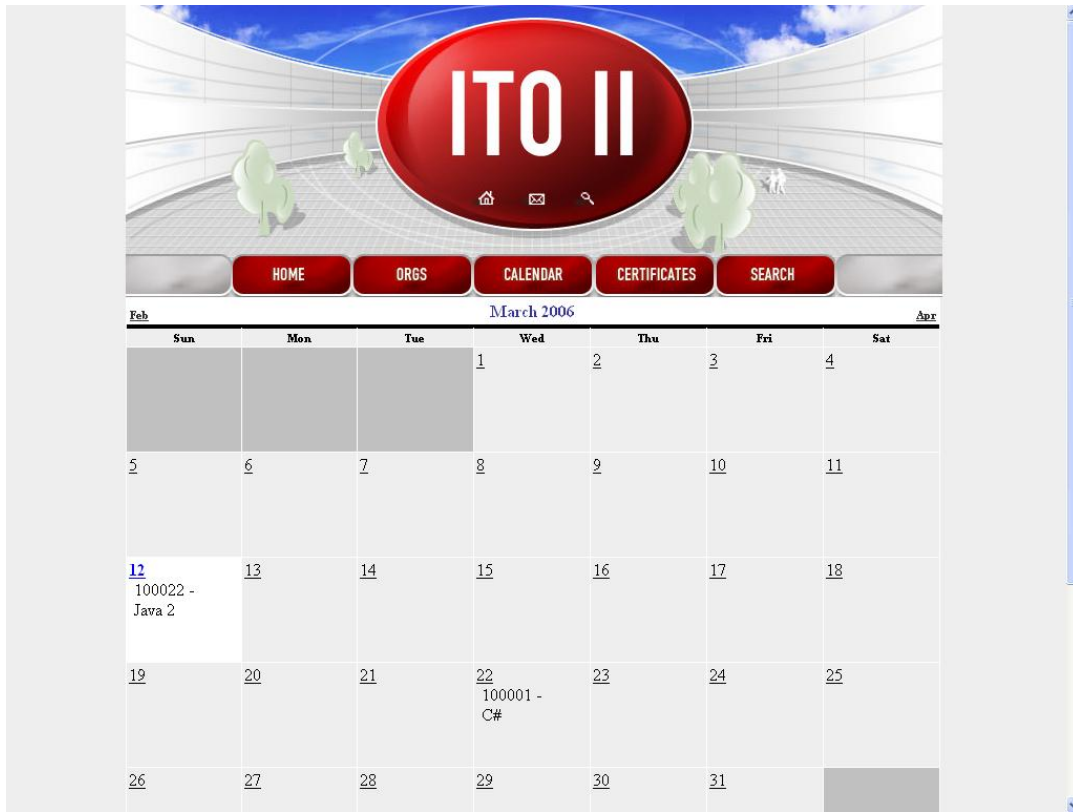 ITO II
HOME ORGS CALENDAR CERTIFICATES SEARCH
Feb March 2006 Apr
Sun Mon Tue Wed Thu Fri Sat
1 2 3 4
5 6 7 8 9 10 11
12 13 14 15 16 17 18
100022 -
Java 2
19 20 21 22 23 24 25
100001 -
C#
26 27 28 29 30 31